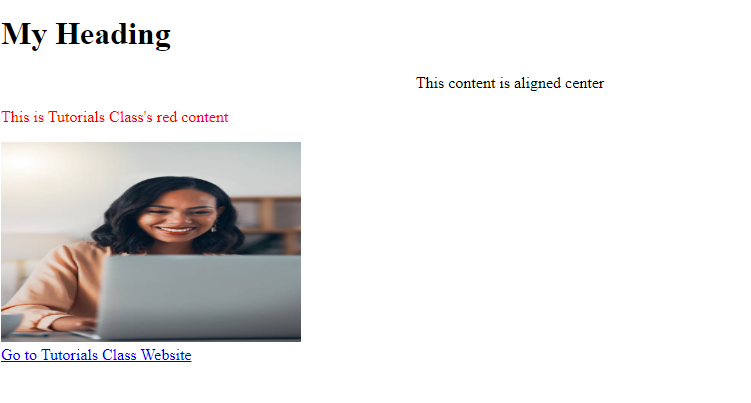 My Heading
This content is aligned center
This is Tutorials Class's red content
Go to Tutorials Class Website